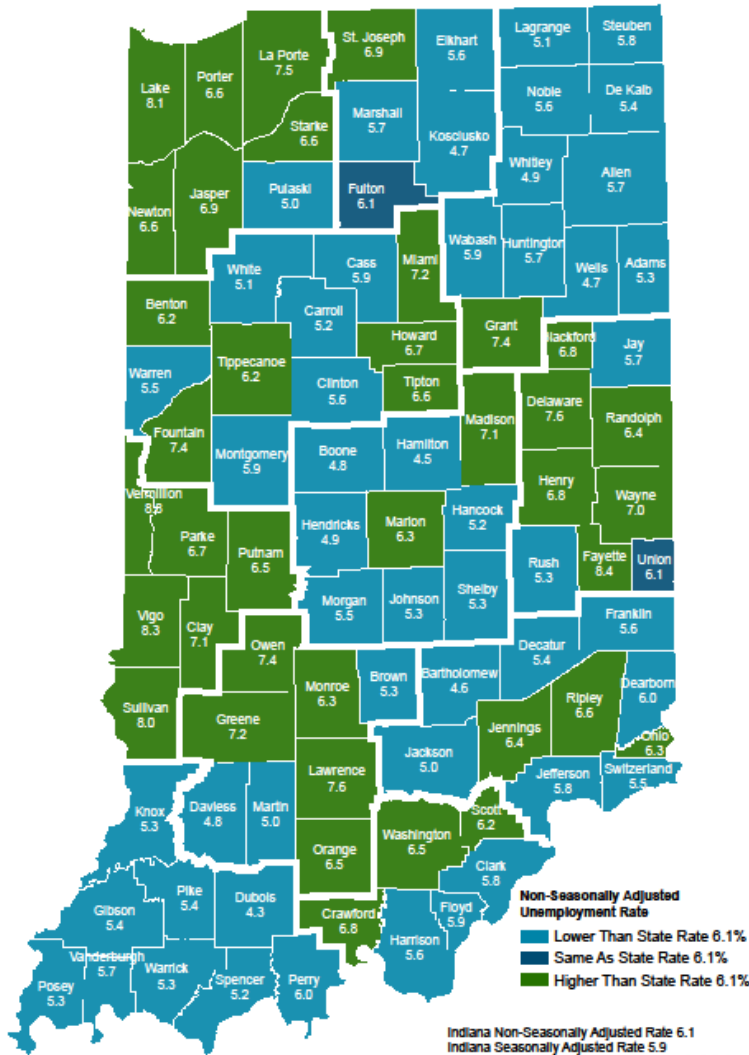 St. Joseph
6.9
Elkhart
5.6
Lagrange
5.1
Steuben
5.8
Lake
8.1
Porter
6.6
La Porte
7.5
Noble
5.6
De Kalb
5.4
Marshall
5.7
Kosciusko
4.7
Starke
6.6
Whitley
4.9
Allen
5.7
Newton
6.6
Jasper
6.9
Pulaski
5.0
Fulton
6.1
Wabash
5.9
Huntington
5.7
Wells
4.7
Adams
5.3
White
5.1
Cass
5.9
Miami
7.2
Benton
6.2
Carroll
5.2
Howard
6.7
Grant
7.4
Blackford
6.8
Jay
5.7
Warren
5.5
Tippecanoe
6.2
Clinton
5.6
Tipton
6.6
Madison
7.1
Delaware
7.6
Randolph
6.4
Fountain
7.4
Montgomery
5.9
Boone
4.8
Hamilton
4.5
Henry
6.8
Wayne
7.0
Vermillion
8.8
Parke
6.7
Putnam
6.5
Hendricks
4.9
Marion
6.3
Hancock
5.2
Rush
5.3
Fayette
8.4
Union
6.1
Vigo
8.3
Clay
7.1
Morgan
5.5
Johnson
5.3
Shelby
5.3
Franklin
5.6
Owen
7.4
Monroe
6.3
Brown
5.3
Bartholomew
4.6
Decatur
5.4
Dearborn
6.0
Sullivan
8.0
Greene
7.2
Jennings
6.4
Ripley
6.6
Ohio
6.3
Lawrence
7.6
Jackson
5.0
Jefferson
5.8
Switzerland
5.5
Knox
5.3
Daviess
4.8
Martin
5.0
Orange
6.5
Washington
6.5
Scott
6.2
Clark
5.8
Gibson
5.4
Pike
5.4
Dubois
4.3
Crawford
6.8
Harrison
5.6
Floyd
5.9
Posey
5.3
Vanderburgh
5.7
Warrick
5.3
Spencer
5.2
Perry
6.0
Non-Seasonally Adjusted
Unemployment Rate
Lower Than State Rate 6.1%
Same As State Rate 6.1%
Higher Than State Rate 6.1%
Indiana Non-Seasonally Adjusted Rate 6.1
Indiana Seasonally Adjusted Rate 5.9